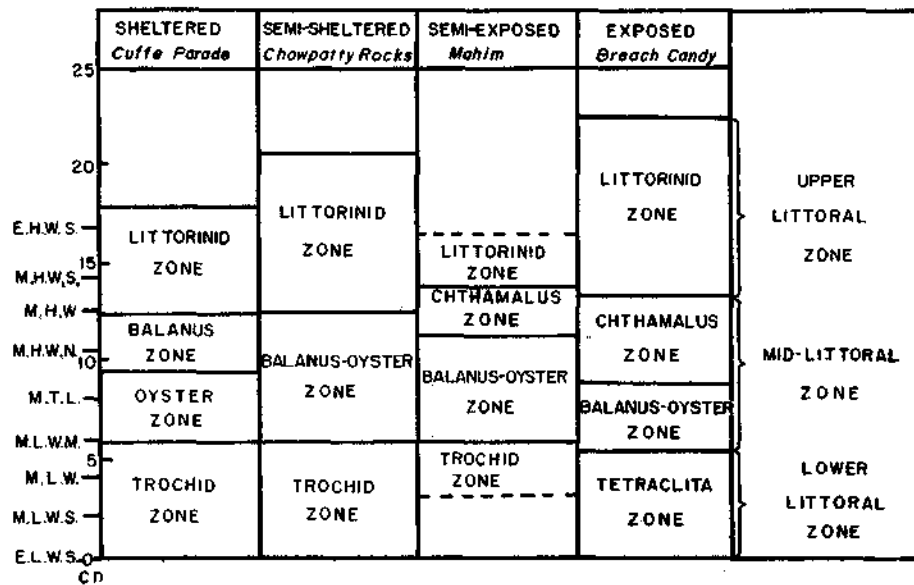 SHELTERED
Cuffe Parade
SEMI-SHELTERED
Chowpatty Rocks
SEMI-EXPOSED
Mahim
EXPOSED
Breach Candy
25
20
E.H.W.S.
15
M.H.W.S.
M.H.W
M.H.W.N.
10
M.T.L.
M.L.W.M.
5
M.L.W.
M.L.W.S.
E.L.W.S.
0
CD
LITTORINID
ZONE
BALANUS
ZONE
OYSTER
ZONE
TROCHID
ZONE
LITTORINID
ZONE
BALANUS-OYSTER
ZONE
TROCHID
ZONE
LITTORINID
ZONE
CHTHAMALUS
ZONE
BALANUS-OYSTER
ZONE
TROCHID
ZONE
LITTORINID
ZONE
CHTHAMALUS
ZONE
BALANUS-OYSTER
ZONE
TETRACLITA
ZONE
UPPER
LITTORAL
ZONE
MID-LITTORAL
ZONE
LOWER
LITTORAL
ZONE